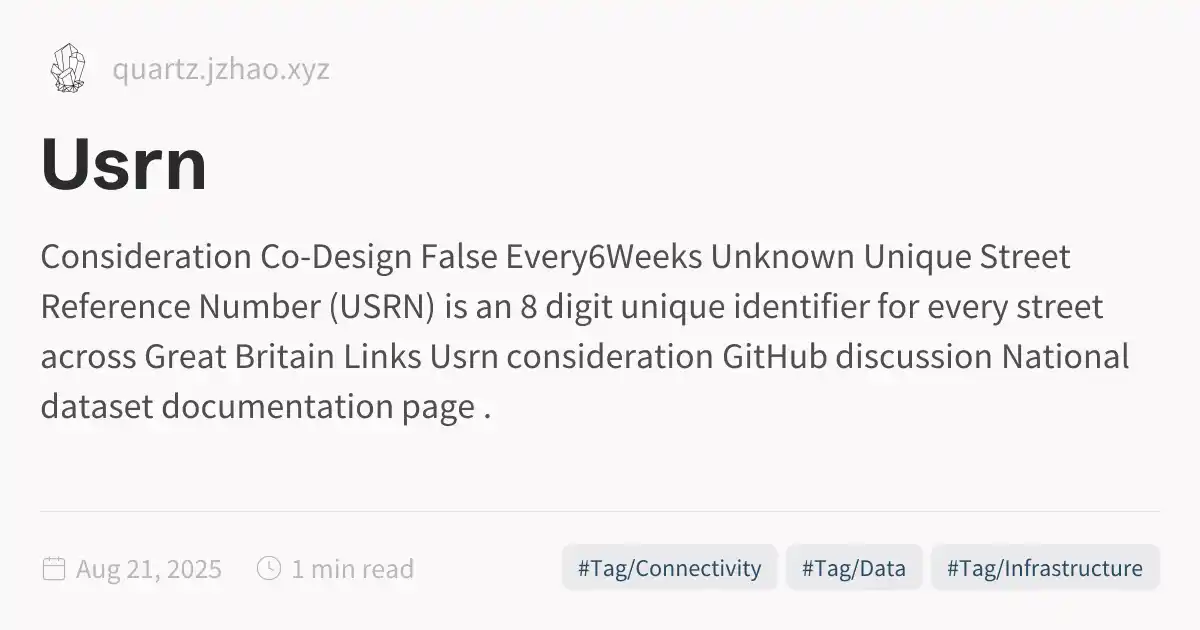 quartz.jzhao.xyz
Usrn
Consideration Co-Design False Every6Weeks Unknown Unique Street
Reference Number (USRN) is an 8 digit unique identifier for every street
across Great Britain Links Usrn consideration GitHub discussion National
dataset documentation page .
Aug 21, 2025 1 min read #Tag/Connectivity #Tag/Data #Tag/Infrastructure